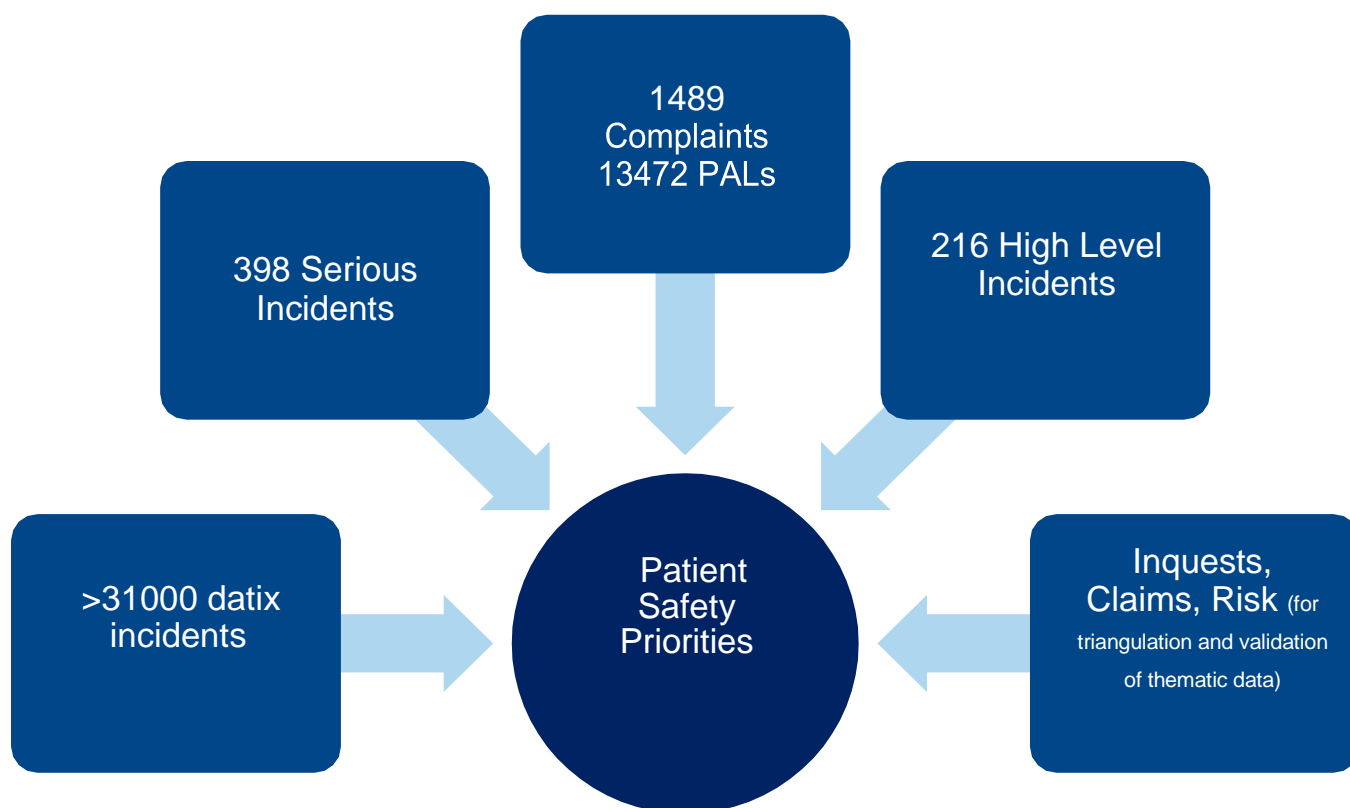 1489
Complaints
13472 PALs
398 Serious
Incidents
216 High Level
Incidents
>31000 datix
incidents
Patient
Safety
Priorities
Inquests,
Claims, Risk (for
triangulation and validation
of thematic data)